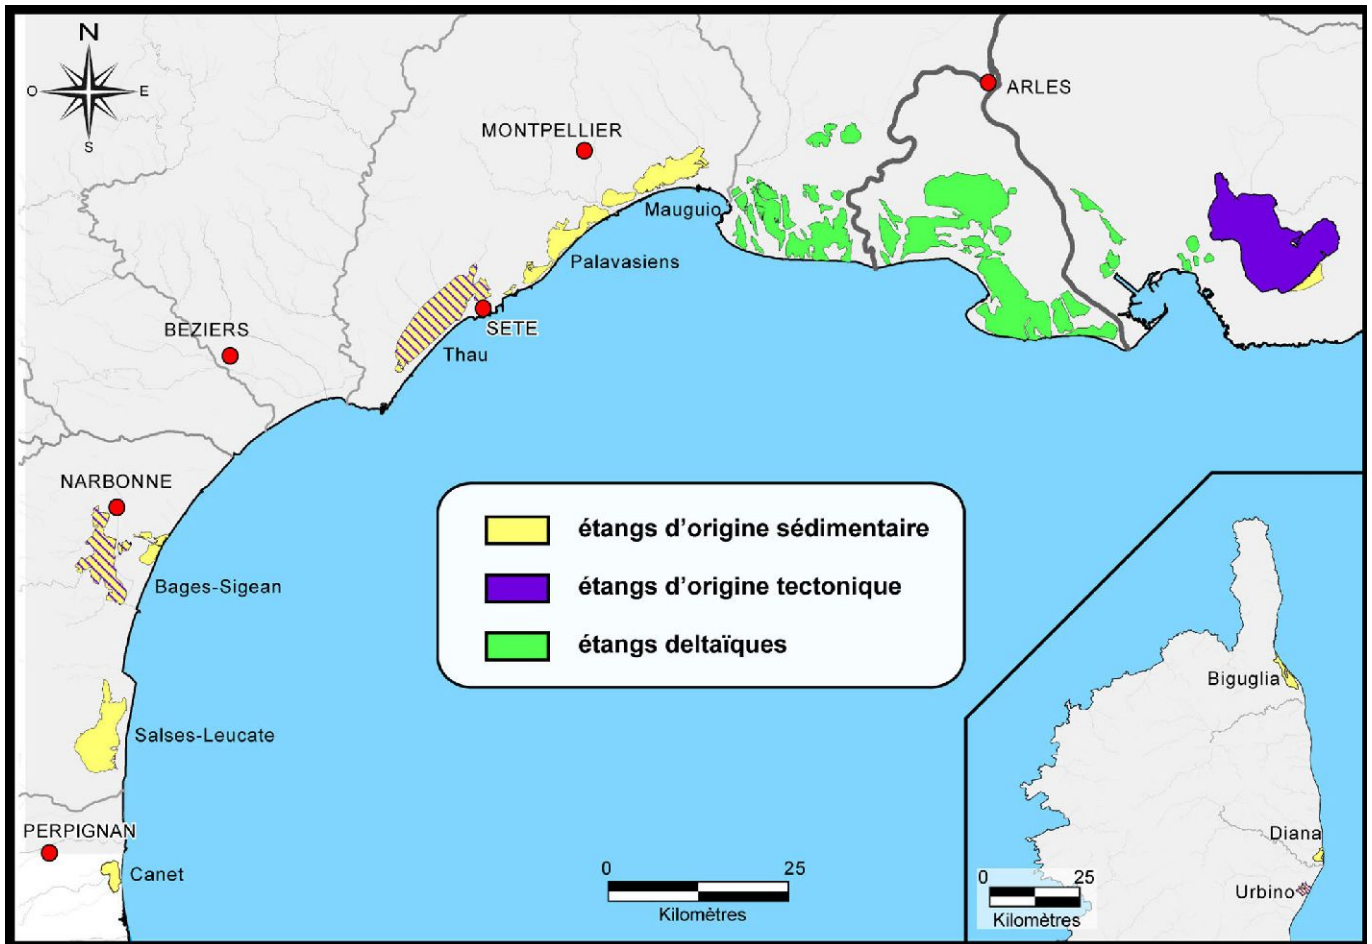 N
O
E
S
ARLES
MONTPELLIER
Mauguio
Palavasiens
SETE
BEZIERS
Thau
NARBONNE
étangs d'origine sédimentaire
étangs d'origine tectonique
étangs deltaïques
Bages-Sigean
Biguglia
Salses-Leucate
PERPIGNAN
Canet
0
25
Kilomètres
Diana
0
25
Urbino
Kilomètres